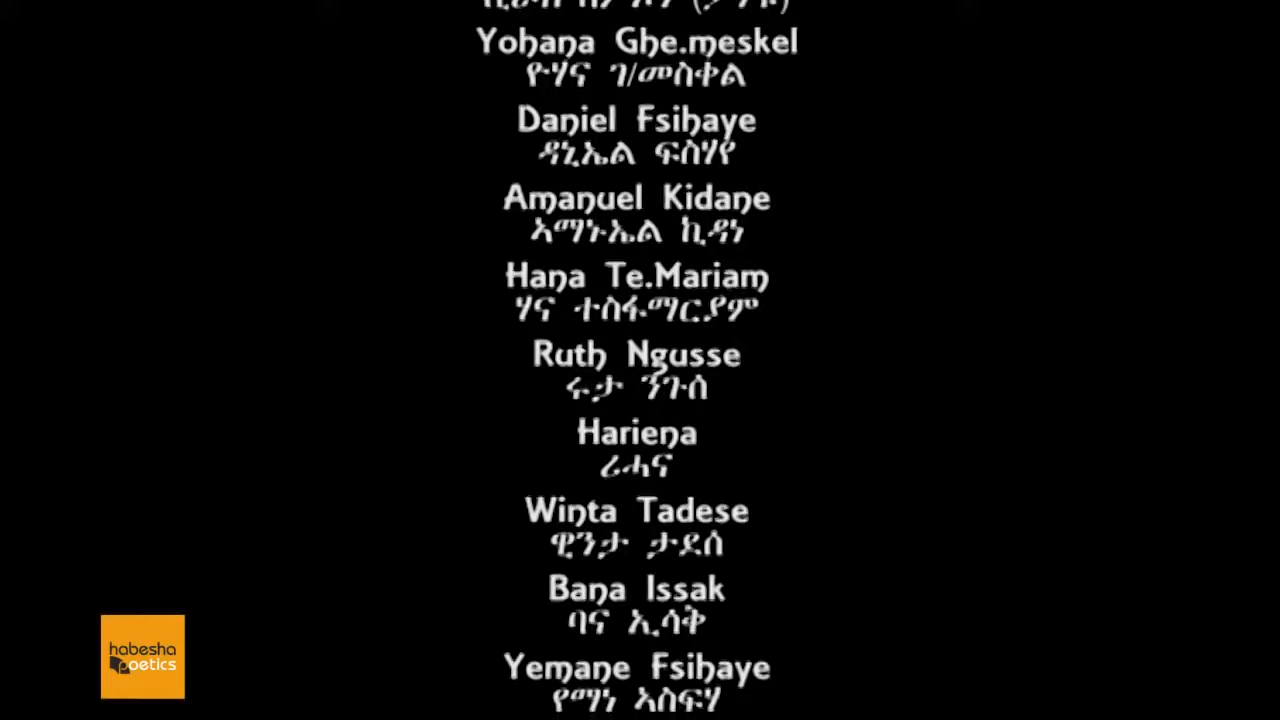 Yohana Ghe.meskel
ዮሃና ገ/መስቀል
Daniel Fsihaye
ዳኒኤል ፍስሃየ
Amanuel Kidane
ኣማኑኤል ኪዳነ
Hana Te.Mariam
ሃና ተስፋማርያም
Ruth Ngusse
ሩታ ንጉሰ
Hariena
ሪሓና
Winta Tadese
ዊንታ ታደሰ
Bana Issak
ባና ኢሳቅ
Yemane Fsihaye
የማነ ኣስፍሃ
habesha
poetics